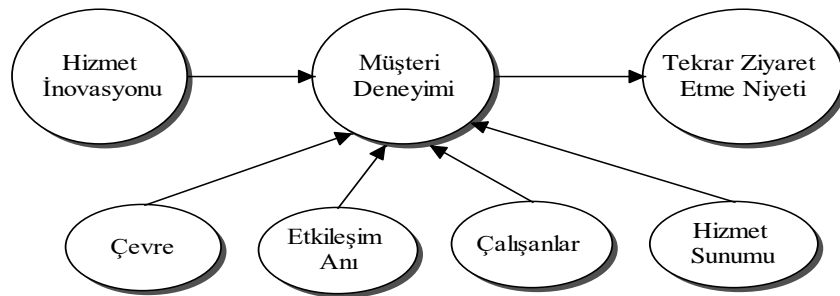 Hizmet
İnovasyonu
Müşteri
Deneyimi
Tekrar Ziyaret
Etme Niyeti
Çevre
Etkileşim
Anı
Çalışanlar
Hizmet
Sunumu